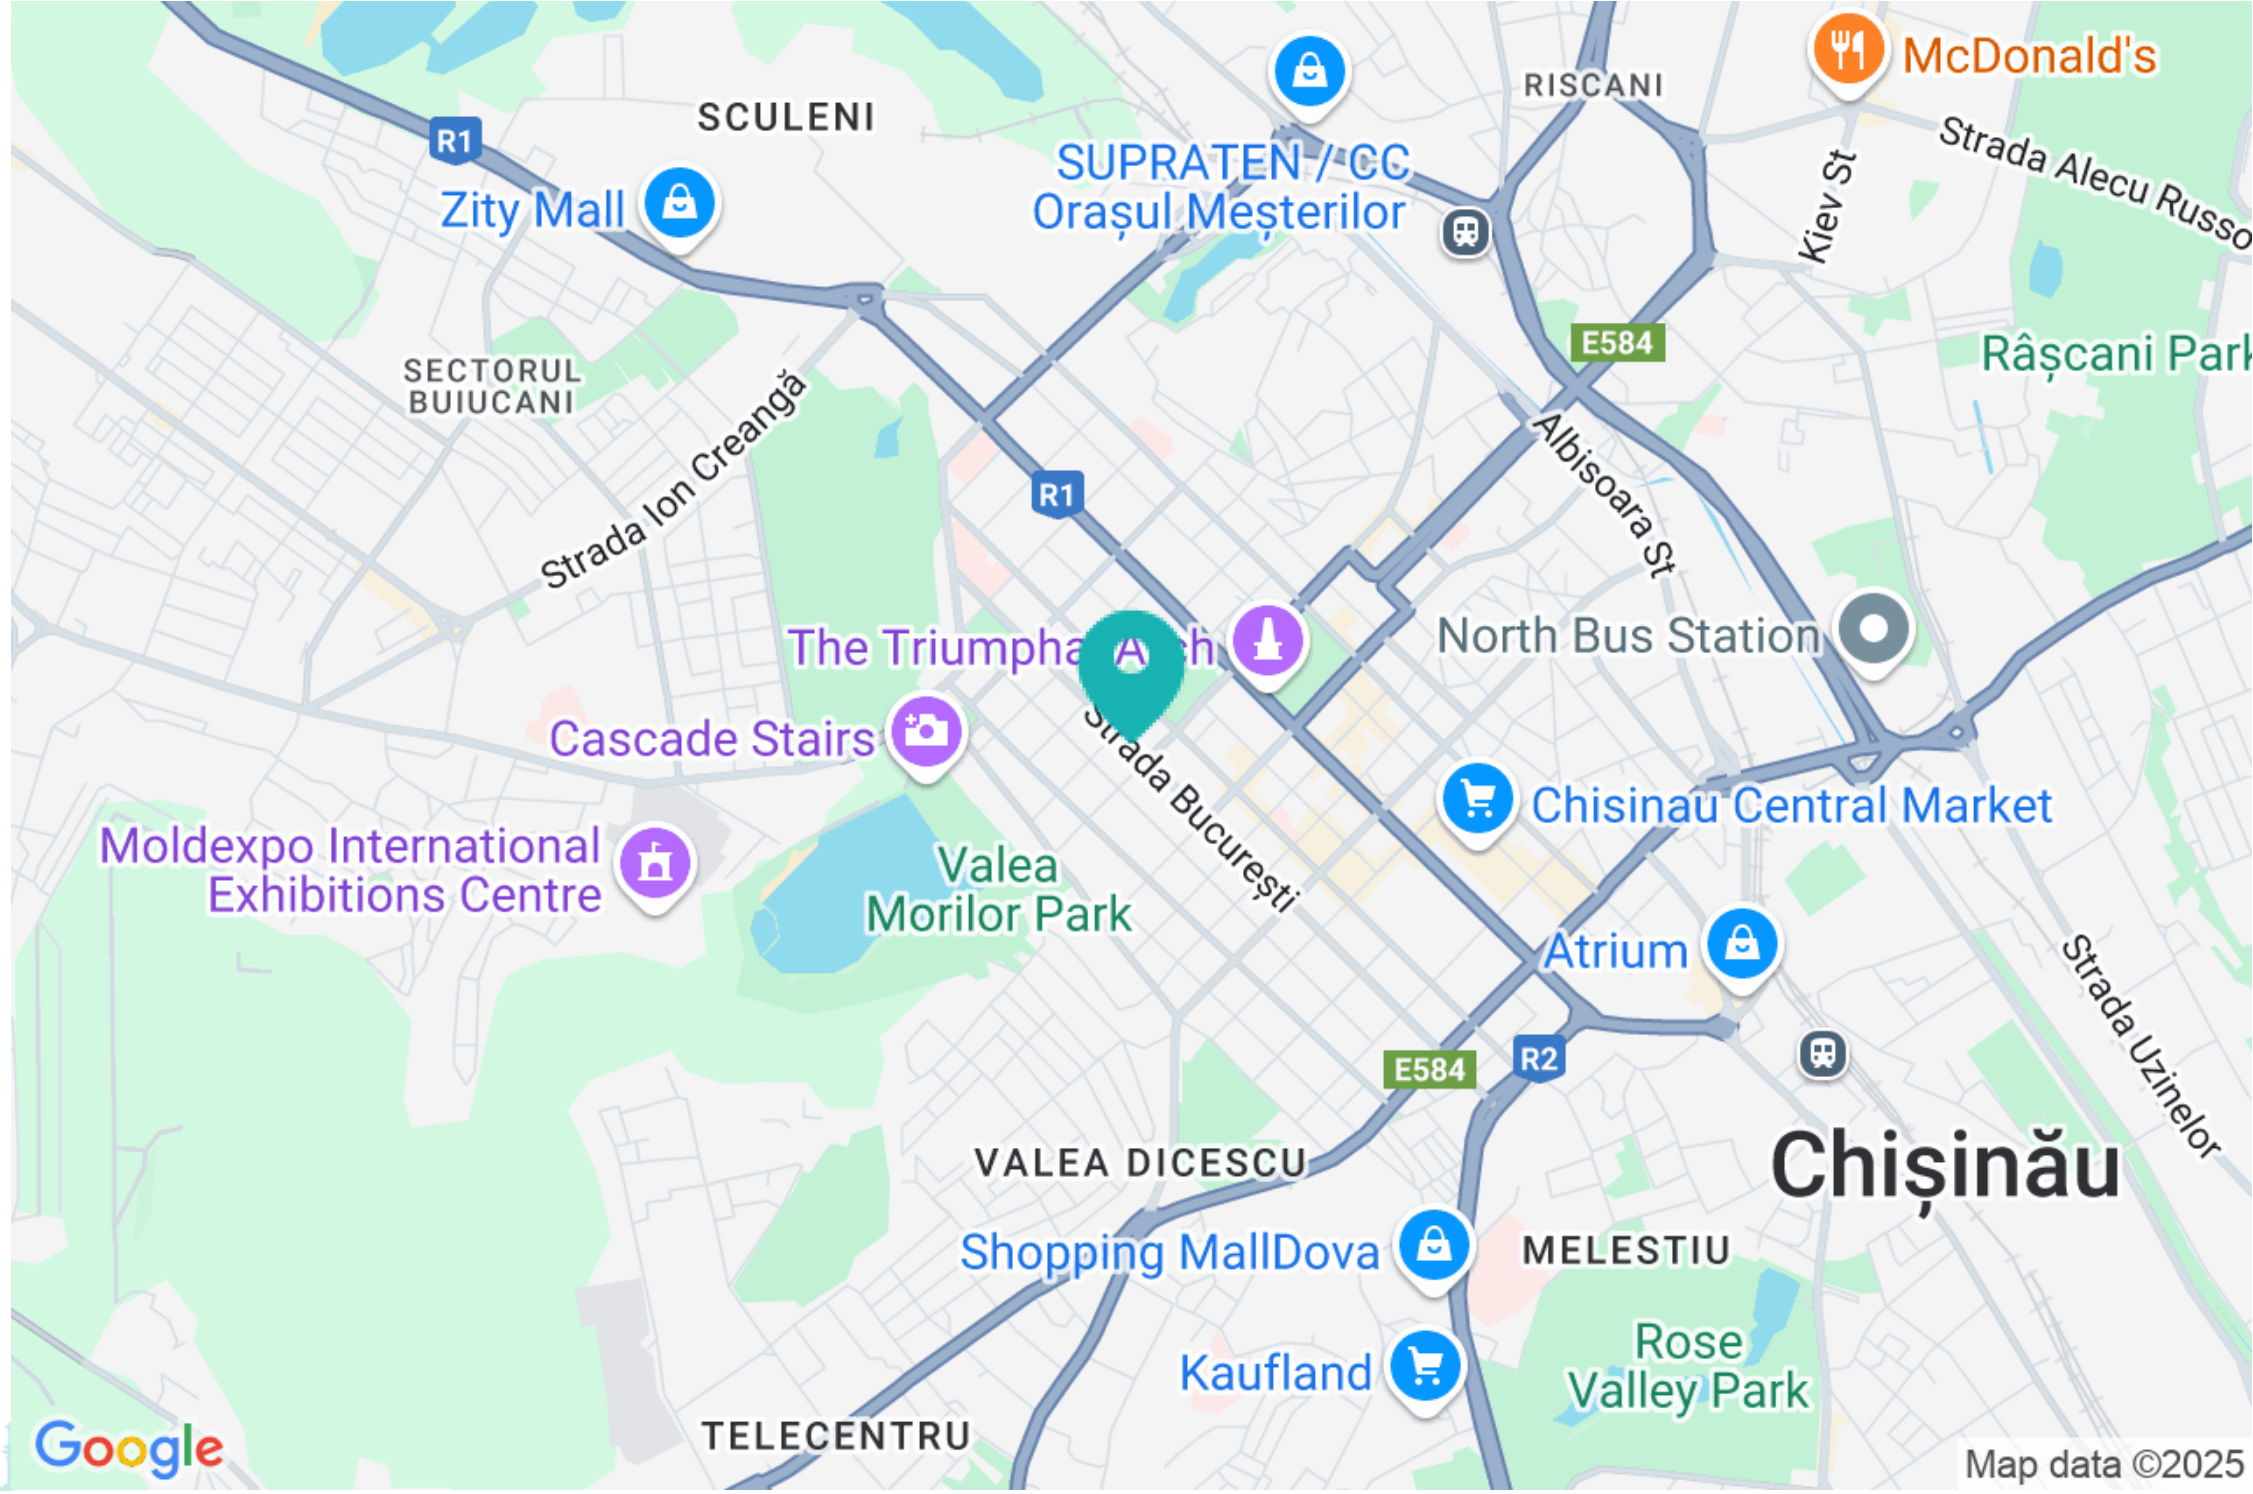 McDonald's
RISCANI
SCULENI
R1
Strada Alecu Russo
SUPRATEN / CC
Orașul Meșterilor
Zity Mall
Kiev St
E584
Râșcani Park
SECTORUL
BUIUCANI
Strada Ion Creangă
R1
Albisoara St
The Triumphal Arch
North Bus Station
Cascade Stairs
Strada București
Chisinau Central Market
Moldexpo International
Exhibitions Centre
Valea
Morilor Park
Atrium
Strada Uzinelor
E584
R2
VALEA DICESCU
Chișinău
Shopping MallDova
MELESTIU
Rose
Valley Park
Kaufland
TELECENTRU
Google
Map data ©2025